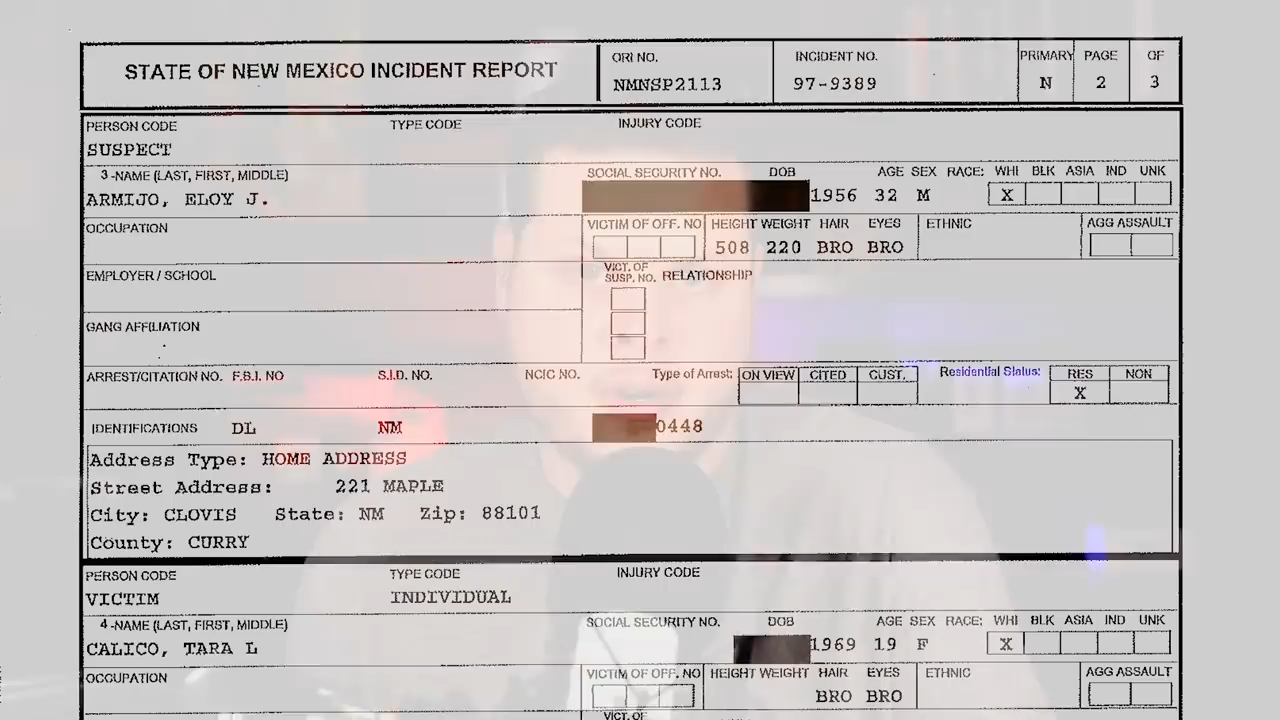 STATE OF NEW MEXICO INCIDENT REPORT
ORI NO. INCIDENT NO. PRIMARY PAGE OF
NMNSP2113 97-9389 N 2 3
PERSON CODE TYPE CODE INJURY CODE
SUSPECT
3-NAME (LAST, FIRST, MIDDLE) SOCIAL SECURITY NO. DOB AGE SEX RACE: WHI BLK ASIA IND UNK
ARMIJO, ELOY J. 1956 32 M X
OCCUPATION VICTIM OF OFF. NO HEIGHT WEIGHT HAIR EYES ETHNIC AGG ASSAULT
508 220 BRO BRO
EMPLOYER / SCHOOL VICT. OF SUSP. NO. RELATIONSHIP
GANG AFFILIATION
ARREST/CITATION NO. F.B.I. NO S.I.D. NO. NCIC NO. Type of Arrest: ON VIEW CITED CUST. Residential Status: RES NON
X
IDENTIFICATIONS DL NM 0448
Address Type: HOME ADDRESS
Street Address: 221 MAPLE
City: CLOVIS State: NM Zip: 88101
County: CURRY
PERSON CODE TYPE CODE INJURY CODE
VICTIM INDIVIDUAL
4-NAME (LAST, FIRST, MIDDLE) SOCIAL SECURITY NO. DOB AGE SEX RACE: WHI BLK ASIA IND UNK
CALICO, TARA L 1969 19 F X
OCCUPATION VICTIM OF OFF. NO HEIGHT WEIGHT HAIR EYES ETHNIC AGG ASSAULT
BRO BRO
VICT. OF